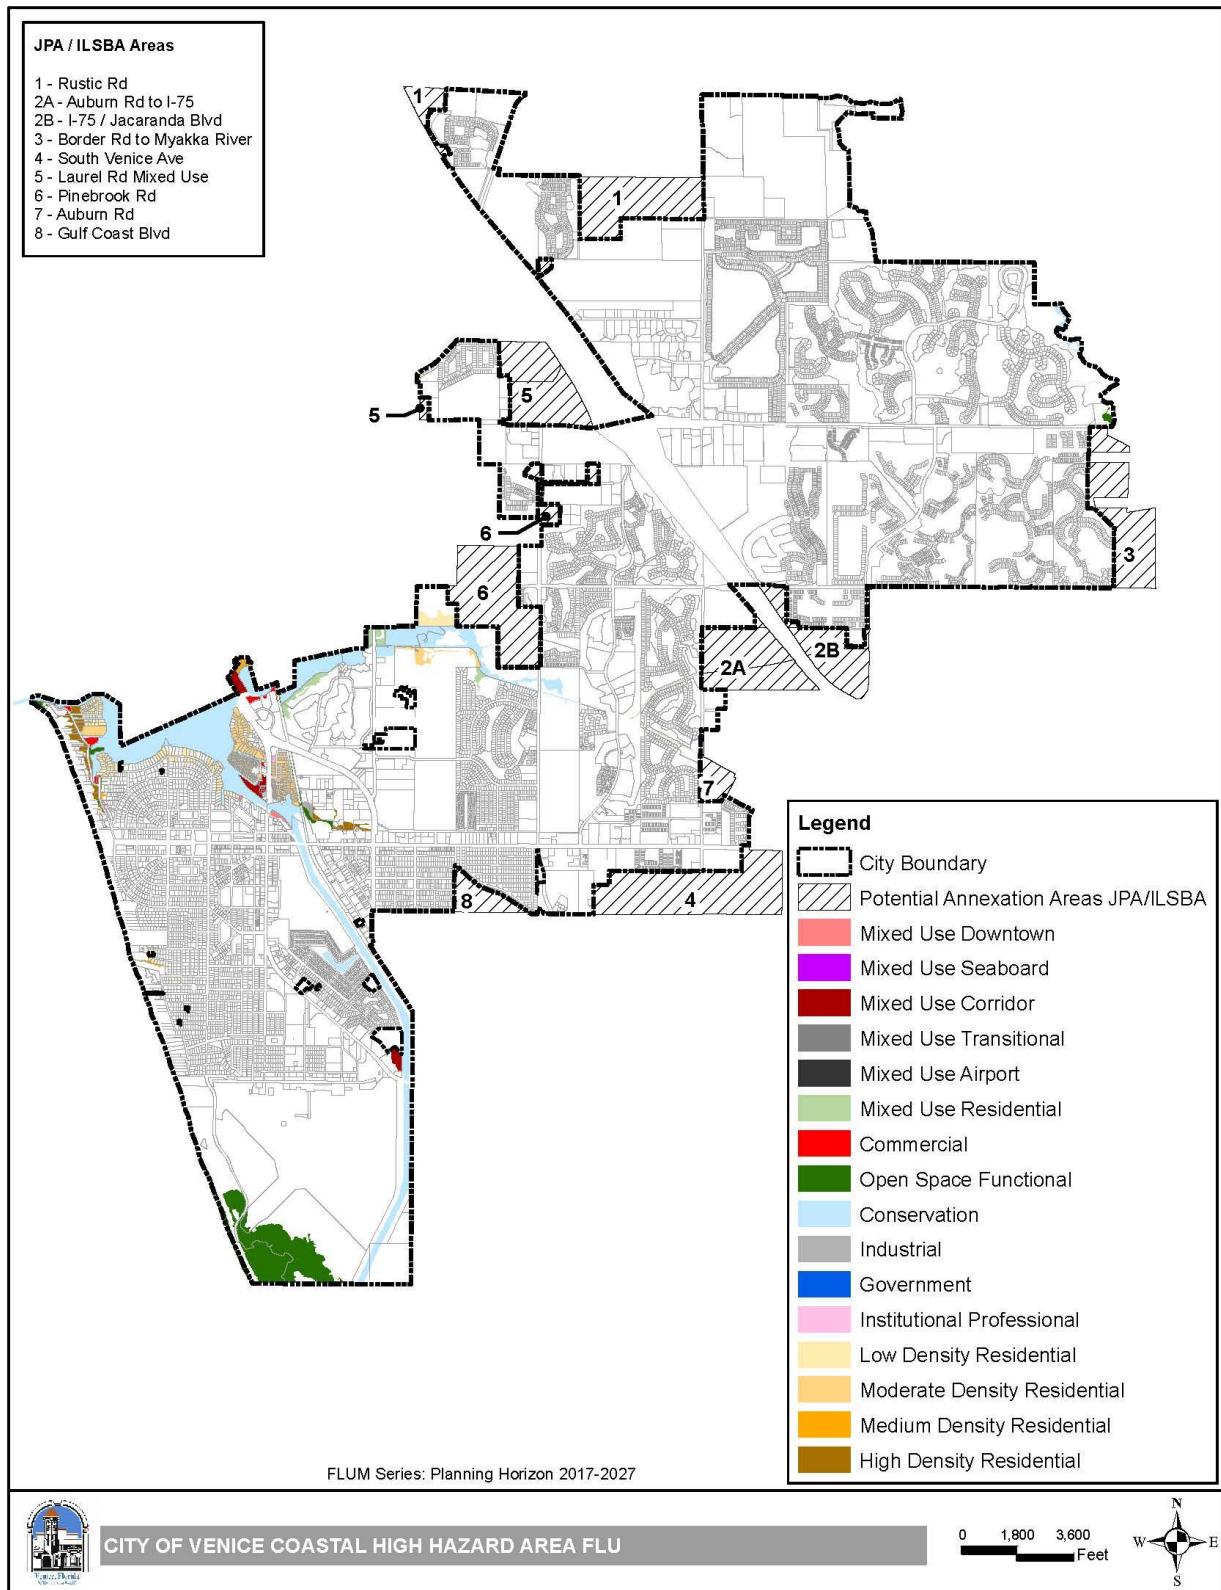 JPA / ILSBA Areas
1 - Rustic Rd
2A - Auburn Rd to I-75
2B - I-75 / Jacaranda Blvd
3 - Border Rd to Myakka River
4 - South Venice Ave
5 - Laurel Rd Mixed Use
6 - Pinebrook Rd
7 - Auburn Rd
8 - Gulf Coast Blvd
1
1
5
5
6
3
6
2B
2A
7
8
4
Legend
City Boundary
Potential Annexation Areas JPA/ILSBA
Mixed Use Downtown
Mixed Use Seaboard
Mixed Use Corridor
Mixed Use Transitional
Mixed Use Airport
Mixed Use Residential
Commercial
Open Space Functional
Conservation
Industrial
Government
Institutional Professional
Low Density Residential
Moderate Density Residential
Medium Density Residential
High Density Residential
FLUM Series: Planning Horizon 2017-2027
Venice, Florida
CITY OF VENICE COASTAL HIGH HAZARD AREA FLU
0 1,800 3,600
Feet
N
W E
S